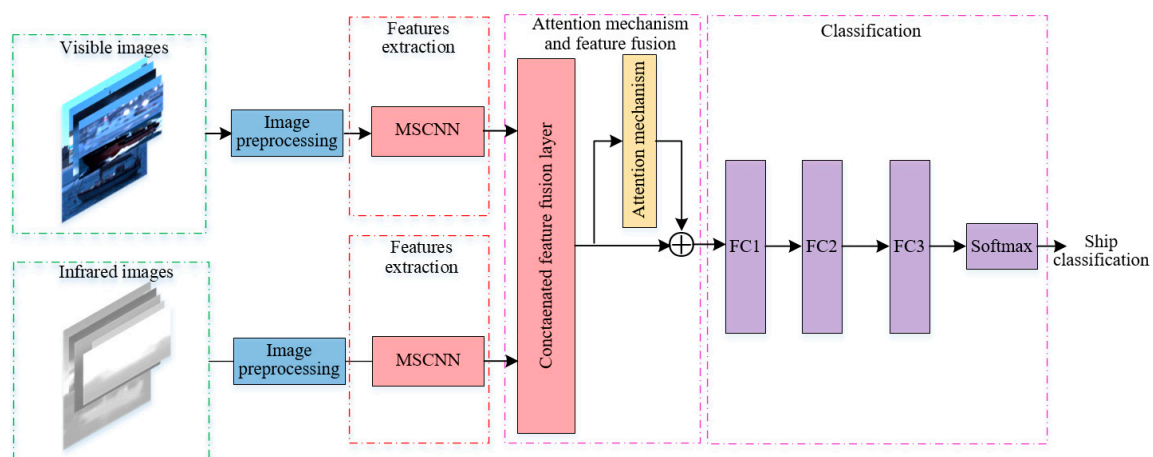 Visible images
Image
preprocessing
Features
extraction
MSCNN
Infrared images
Image
preprocessing
Features
extraction
MSCNN
Attention mechanism
and feature fusion
Conctaenated feature fusion layer
Attention mechanism
Classification
FC1
FC2
FC3
Softmax
Ship
classification